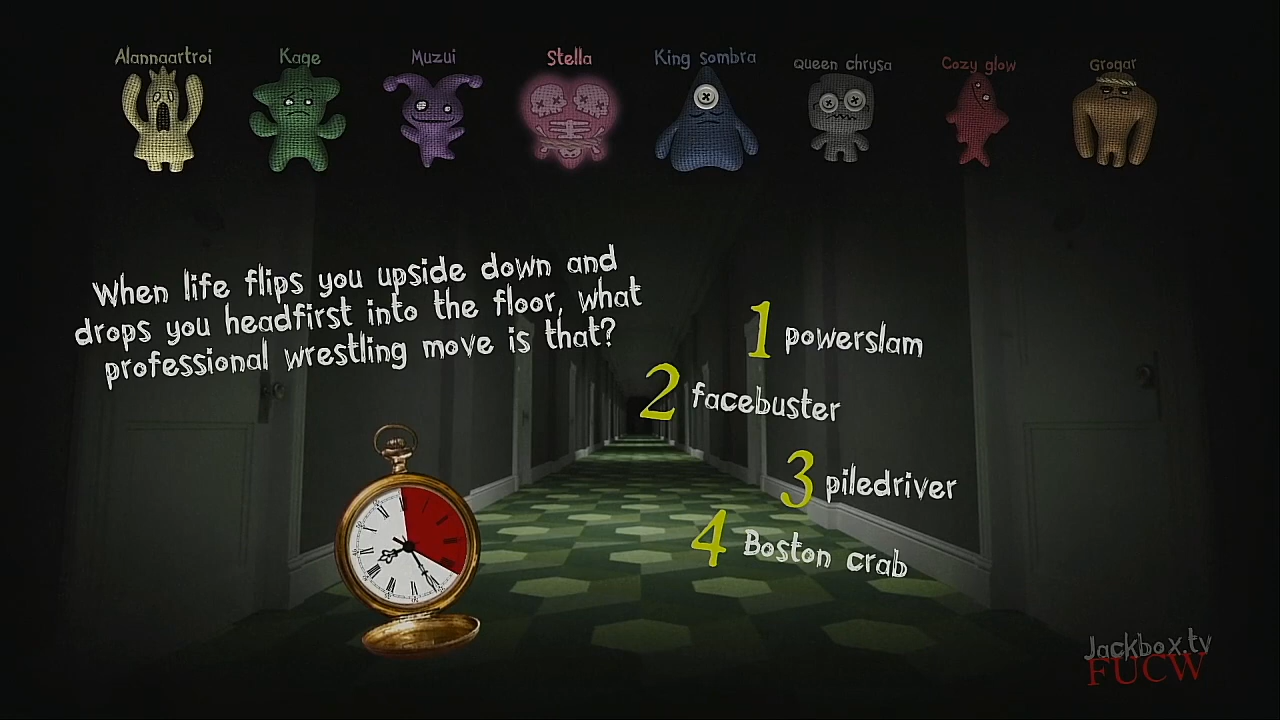 Alannaartroi
Kage
Muzui
Stella
King sombra
Queen chrysa
Cozy glow
Grogar
When life flips you upside down and
drops you headfirst into the floor, what
professional wrestling move is that?
1 powerslam
2 facebuster
3 piledriver
4 Boston crab
Jackbox.tv
FUCW